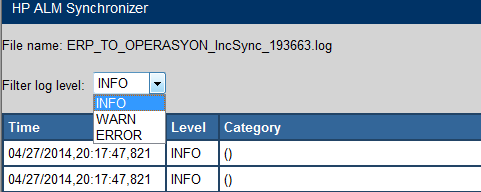 HP ALM Synchronizer
File name: ERP_TO_OPERASYON_IncSync_193663.log
Filter log level: INFO
INFO
WARN
ERROR
Time Level Category
04/27/2014,20:17:47,821 INFO ()
04/27/2014,20:17:47,821 INFO ()